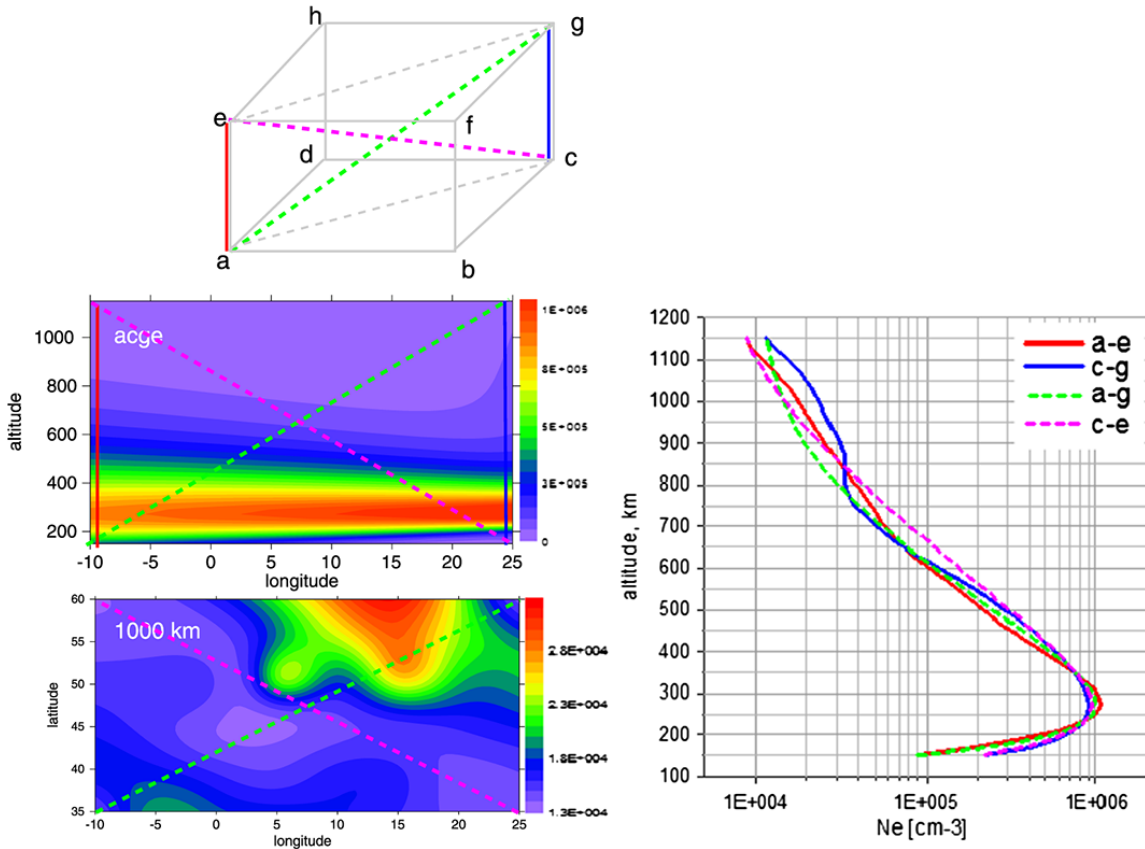 h
g
e
f
d
c
a
b
acge
1000
800
600
400
200
altitude
-10
-5
0
5
10
15
20
25
longitude
1E+006
8E+005
5E+005
3E+005
0
1000 km
60
55
50
45
40
35
latitude
-10
-5
0
5
10
15
20
25
longitude
2.8E+004
2.3E+004
1.8E+004
1.3E+004
1200
1100
1000
900
800
700
600
500
400
300
200
100
altitude, km
a-e
c-g
a-g
c-e
1E+004
1E+005
1E+006
Ne [cm-3]